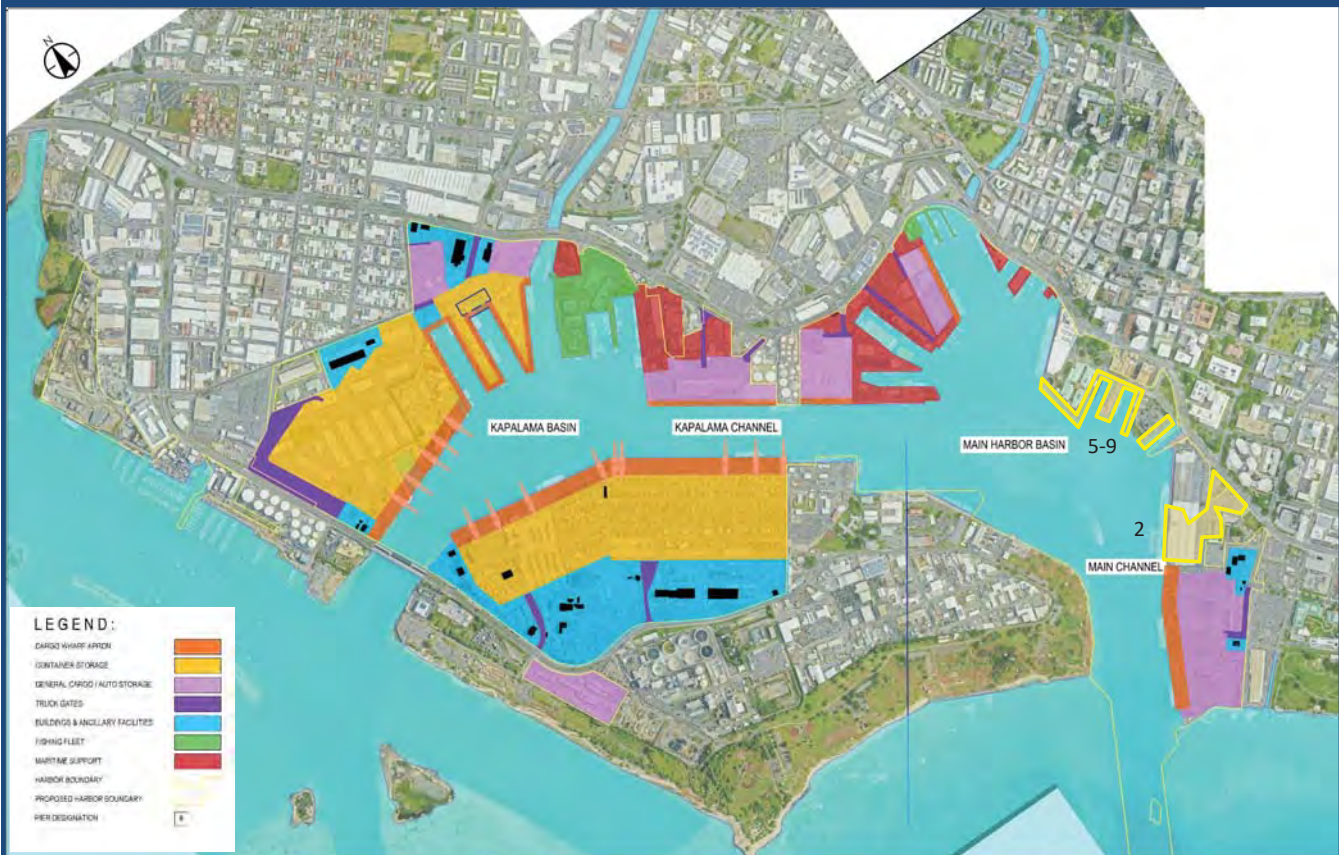 N
KAPALAMA BASIN
KAPALAMA CHANNEL
MAIN HARBOR BASIN
5-9
2
MAIN CHANNEL
LEGEND:
CARGO WHARF APRON
CONTAINER STORAGE
GENERAL CARGO / AUTO STORAGE
TRUCK GATES
BUILDINGS & ANCILLARY FACILITIES
FISHING FLEET
MARITIME SUPPORT
HARBOR BOUNDARY
PROPOSED HARBOR BOUNDARY
PIER DESIGNATION